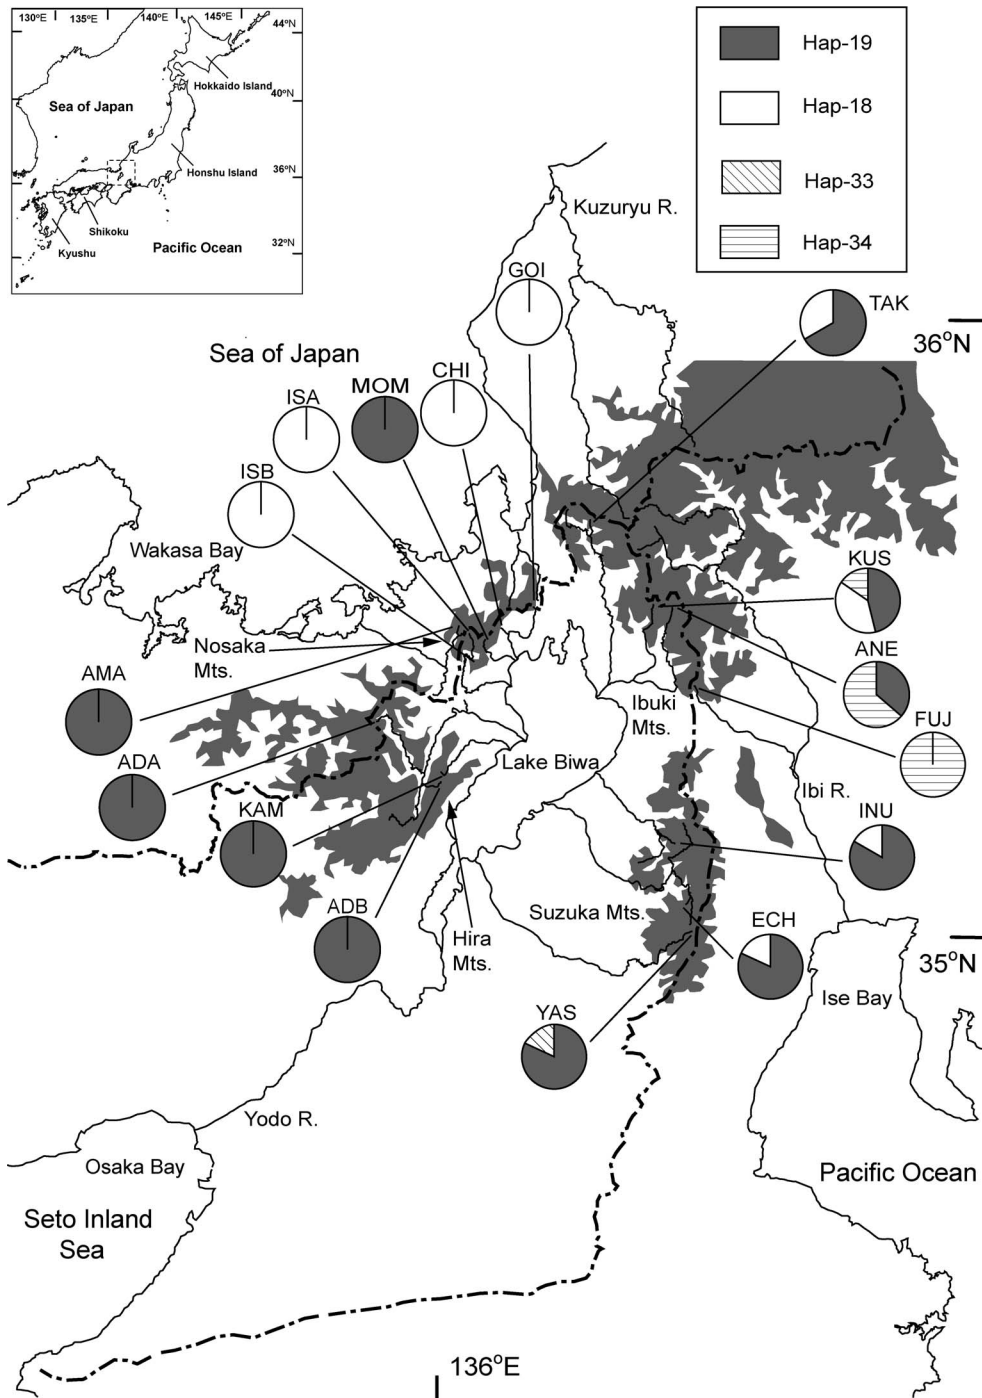 130°E 135°E 140°E 145°E
44°N
Hokkaido Island
40°N
Sea of Japan
36°N
Honshu Island
Shikoku
Pacific Ocean
32°N
Kyushu
Hap-19
Hap-18
Hap-33
Hap-34
Kuzuryu R.
GOI
TAK
36°N
Sea of Japan
CHI
MOM
ISA
ISB
Wakasa Bay
KUS
Nosaka
Mts.
ANE
AMA
Ibuki
Mts.
FUJ
ADA
Lake Biwa
Ibi R.
KAM
INU
ADB
Suzuka Mts.
ECH
Hira
Mts.
35°N
Ise Bay
YAS
Yodo R.
Osaka Bay
Pacific Ocean
Seto Inland
Sea
136°E